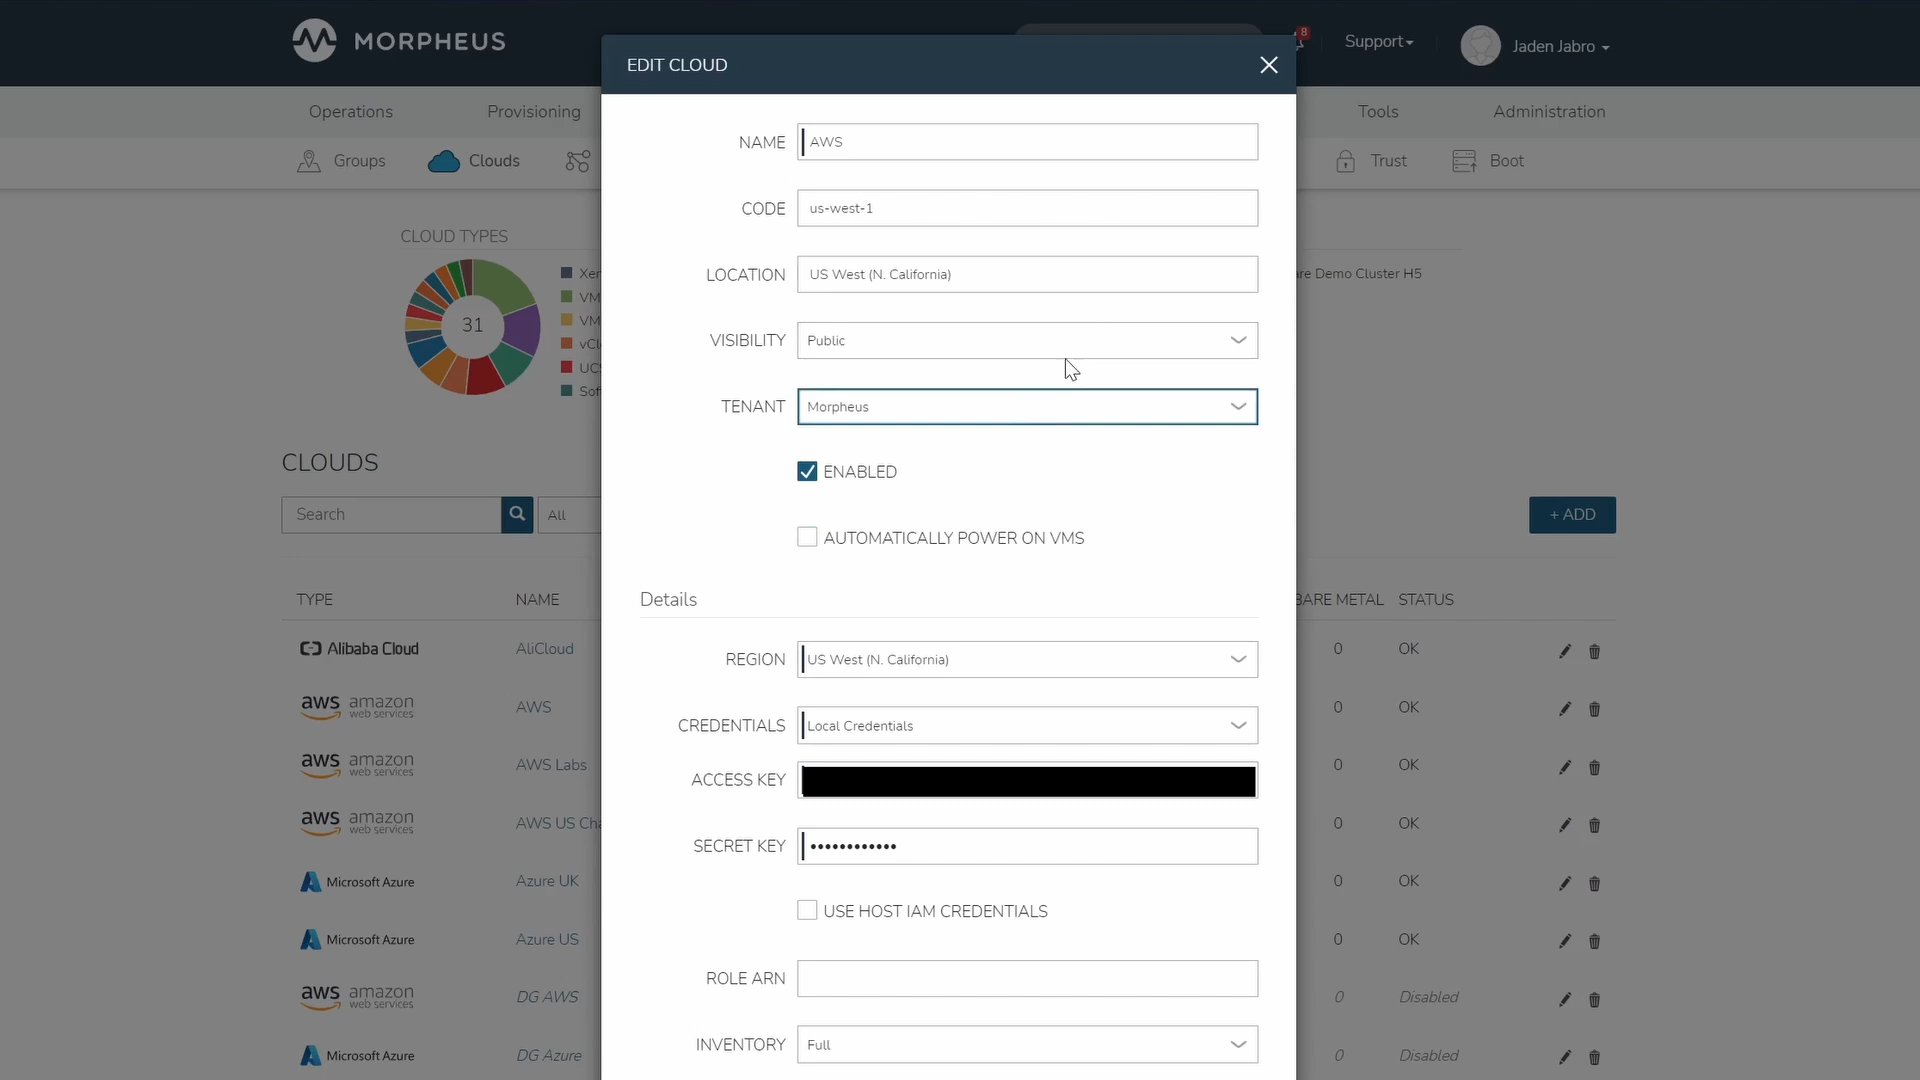 MORPHEUS
8
Support
Jaden Jabro
EDIT CLOUD
Operations
Provisioning
Tools
Administration
Groups
Clouds
Trust
Boot
NAME
AWS
CODE
us-west-1
LOCATION
US West (N. California)
VISIBILITY
Public
TENANT
Morpheus
ENABLED
AUTOMATICALLY POWER ON VMS
Details
REGION
US West (N. California)
CREDENTIALS
Local Credentials
ACCESS KEY
SECRET KEY
••••••••••••
USE HOST IAM CREDENTIALS
ROLE ARN
INVENTORY
Full
CLOUD TYPES
31
Demo Cluster H5
CLOUDS
Search
All
+ ADD
TYPE NAME BARE METAL STATUS
Alibaba Cloud AliCloud 0 OK
aws amazon web services AWS 0 OK
aws amazon web services AWS Labs 0 OK
aws amazon web services AWS US 0 OK
Microsoft Azure Azure UK 0 OK
Microsoft Azure Azure US 0 OK
aws amazon web services DG AWS 0 Disabled
Microsoft Azure DG Azure 0 Disabled